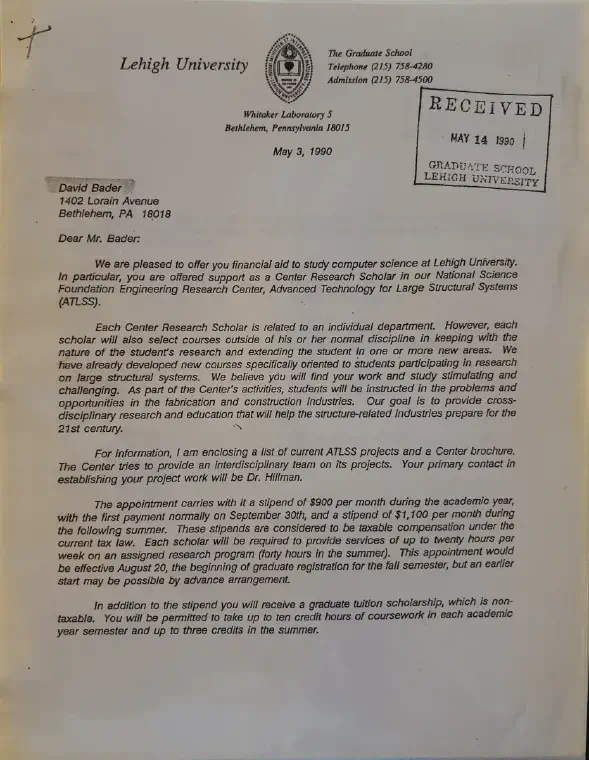 Lehigh University
The Graduate School
Telephone (215) 758-4280
Admission (215) 758-4500
Whitaker Laboratory 5
Bethlehem, Pennsylvania 18015
May 3, 1990
RECEIVED
MAY 14 1990
GRADUATE SCHOOL
LEHIGH UNIVERSITY
David Bader
1402 Lorain Avenue
Bethlehem, PA 18018
Dear Mr. Bader:
We are pleased to offer you financial aid to study computer science at Lehigh University.
In particular, you are offered support as a Center Research Scholar in our National Science
Foundation Engineering Research Center, Advanced Technology for Large Structural Systems
(ATLSS).
Each Center Research Scholar is related to an individual department. However, each
scholar will also select courses outside of his or her normal discipline in keeping with the
nature of the student's research and extending the student in one or more new areas. We
have already developed new courses specifically oriented to students participating in research
on large structural systems. We believe you will find your work and study stimulating and
challenging. As part of the Center's activities, students will be instructed in the problems and
opportunities in the fabrication and construction industries. Our goal is to provide cross-
disciplinary research and education that will help the structure-related industries prepare for the
21st century.
For information, I am enclosing a list of current ATLSS projects and a Center brochure.
The Center tries to provide an interdisciplinary team on its projects. Your primary contact in
establishing your project work will be Dr. Hillman.
The appointment carries with it a stipend of $900 per month during the academic year,
with the first payment normally on September 30th, and a stipend of $1,100 per month during
the following summer. These stipends are considered to be taxable compensation under the
current tax law. Each scholar will be required to provide services of up to twenty hours per
week on an assigned research program (forty hours in the summer). This appointment would
be effective August 20, the beginning of graduate registration for the fall semester, but an earlier
start may be possible by advance arrangement.
In addition to the stipend you will receive a graduate tuition scholarship, which is non-
taxable. You will be permitted to take up to ten credit hours of coursework in each academic
year semester and up to three credits in the summer.